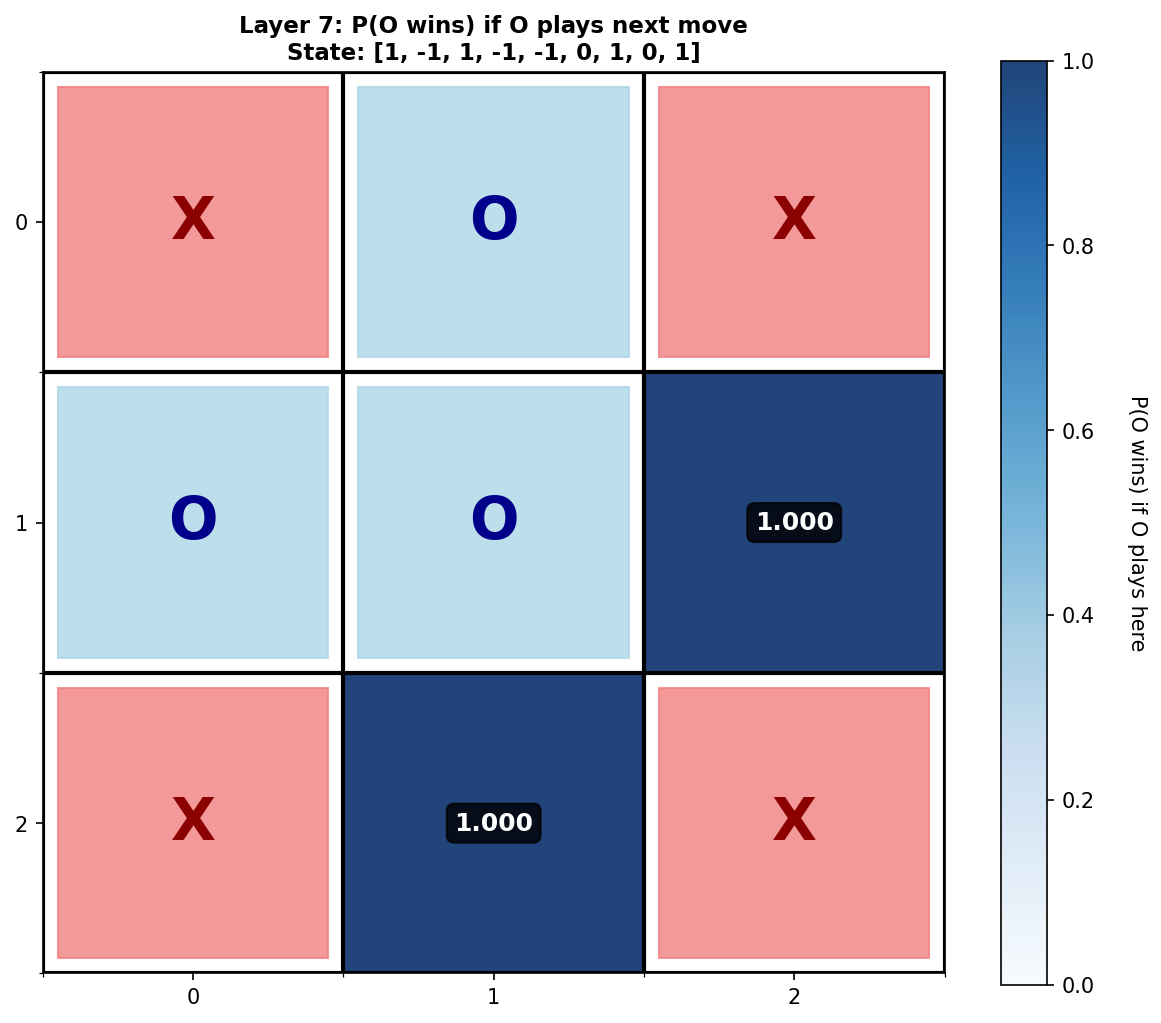 Layer 7: P(O wins) if O plays next move
State: [1, -1, 1, -1, -1, 0, 1, 0, 1]
X O X
O O 1.000
X 1.000 X
0
1
2
0 1 2
1.0
0.8
0.6
0.4
0.2
0.0
P(O wins) if O plays here